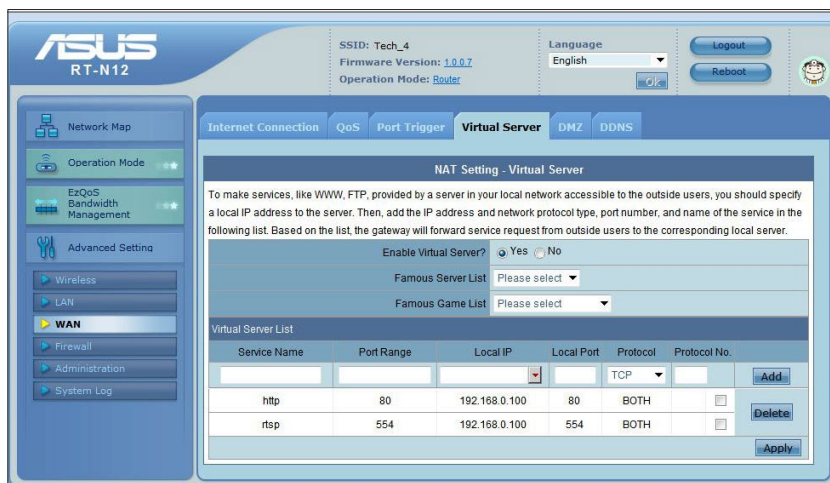 ASUS
RT-N12
SSID: Tech_4
Firmware Version: 1.0.0.7
Operation Mode: Router
Language
English
Ok
Logout
Reboot
Network Map
Operation Mode
EzQoS
Bandwidth
Management
Advanced Setting
Wireless
LAN
WAN
Firewall
Administration
System Log
Internet Connection QoS Port Trigger Virtual Server DMZ DDNS
NAT Setting - Virtual Server
To make services, like WWW, FTP, provided by a server in your local network accessible to the outside users, you should specify
a local IP address to the server. Then, add the IP address and network protocol type, port number, and name of the service in the
following list. Based on the list, the gateway will forward service request from outside users to the corresponding local server.
Enable Virtual Server? Yes No
Famous Server List Please select
Famous Game List Please select
Virtual Server List
Service Name Port Range Local IP Local Port Protocol Protocol No.
TCP Add
http 80 192.168.0.100 80 BOTH
Delete
rtsp 554 192.168.0.100 554 BOTH
Apply